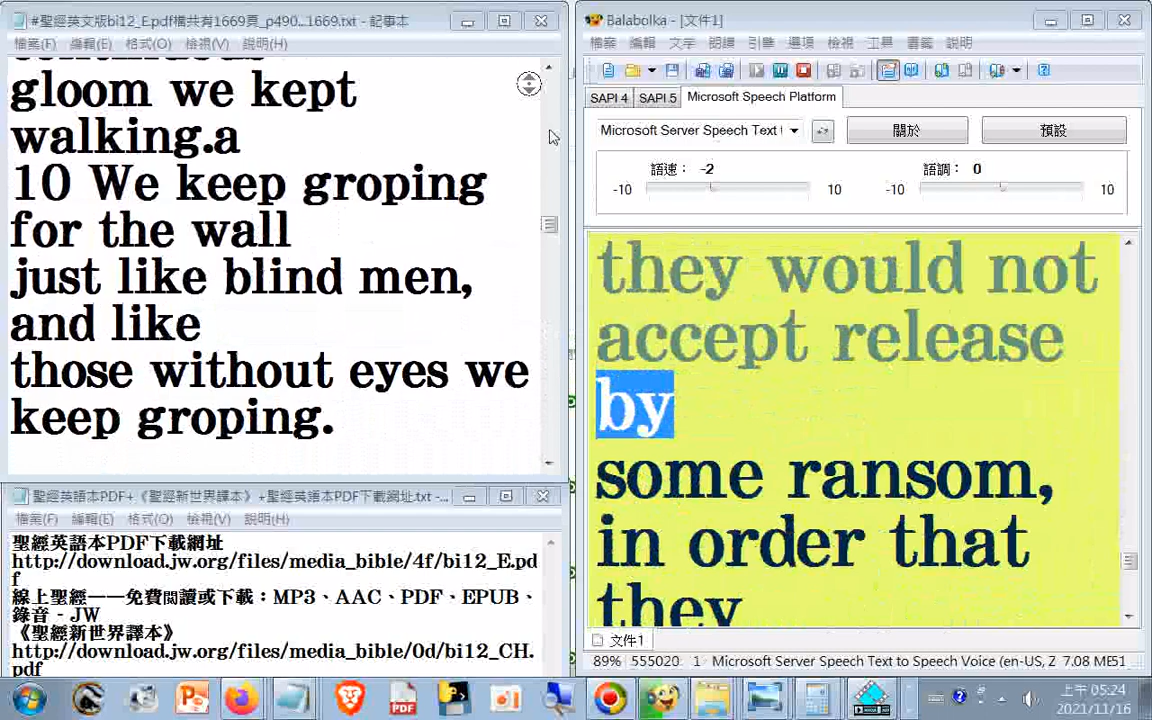 #聖經英文版bi12_E.pdf檔共有1669頁_p490...1669.txt - 記事本
檔案(F) 編輯(E) 格式(O) 檢視(V) 說明(H)
gloom we kept
walking.a
10 We keep groping
for the wall
just like blind men,
and like
those without eyes we
keep groping.
聖經英語本PDF+《聖經新世界譯本》+聖經英語本PDF下載網址.txt - ...
檔案(F) 編輯(E) 格式(O) 檢視(V) 說明(H)
聖經英語本PDF下載網址
http://download.jw.org/files/media_bible/4f/bi12_E.pd
f
線上聖經——免費閱讀或下載：MP3、AAC、PDF、EPUB、
錄音 - JW
《聖經新世界譯本》
http://download.jw.org/files/media_bible/0d/bi12_CH.
pdf
Balabolka - [文件1]
檔案 編輯 文字 朗讀 引擎 選項 檢視 工具 書籤 說明
SAPI 4 SAPI 5 Microsoft Speech Platform
Microsoft Server Speech Text 關於 預設
語速： -2 語調： 0
-10 10 -10 10
they would not
accept release
by
some ransom,
in order that
they
文件1
89% 555020 1 Microsoft Server Speech Text to Speech Voice (en-US, Z 7.08 ME51
上午 05:24
2021/11/16